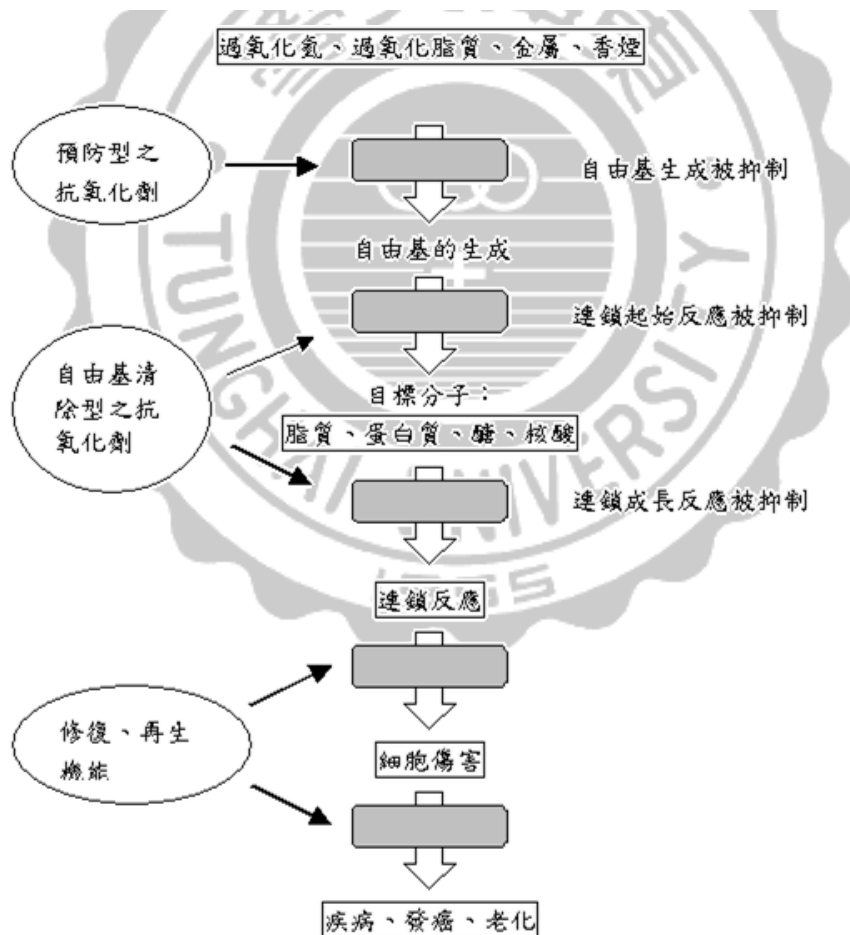 過氧化氫、過氧化脂質、金屬、香煙
預防型之
抗氧化劑
自由基生成被抑制
自由基的生成
連鎖起始反應被抑制
自由基清
除型之抗
氧化劑
目標分子：
脂質、蛋白質、醣、核酸
連鎖成長反應被抑制
連鎖反應
修復、再生
機能
細胞傷害
疾病、發癌、老化
TUNGHAI UNIVERSITY
1955